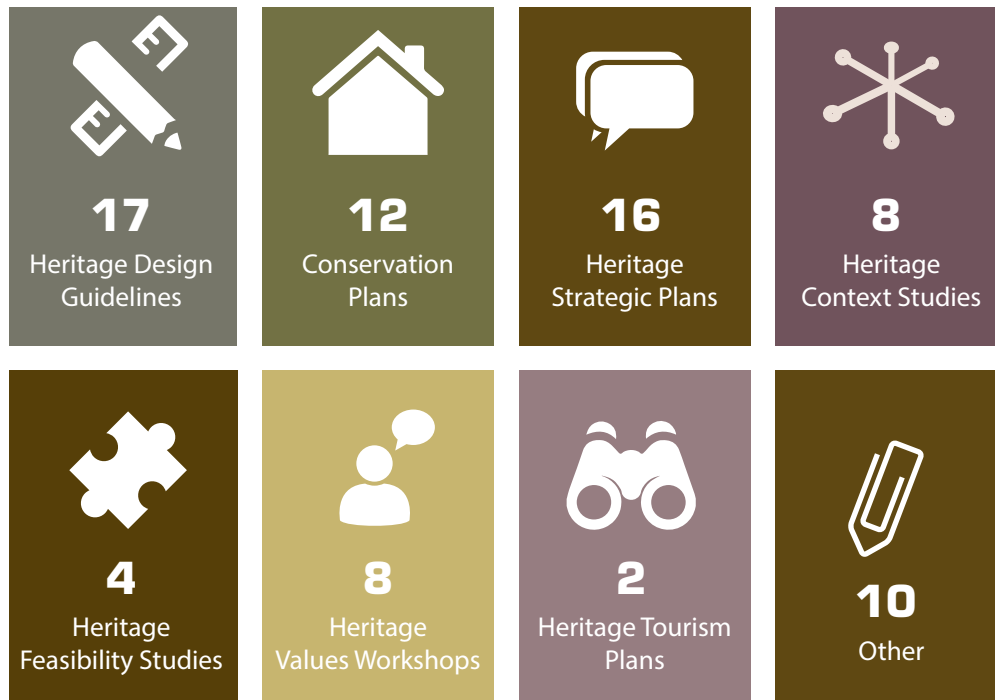 17
Heritage Design
Guidelines
12
Conservation
Plans
16
Heritage
Strategic Plans
8
Heritage
Context Studies
4
Heritage
Feasibility Studies
8
Heritage
Values Workshops
2
Heritage Tourism
Plans
10
Other